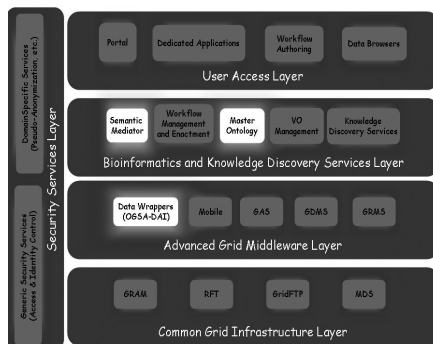 DomainSpecific Services
(Pseudo-Anonymization, etc.)
Generic Security Services
(Access & Identity Control)
Security Services Layer
Portal
Dedicated Applications
Workflow
Authoring
Data Browsers
User Access Layer
Semantic
Mediator
Workflow
Management
and Enactment
Master
Ontology
VO
Management
Knowledge
Discovery Services
Bioinformatics and Knowledge Discovery Services Layer
Data Wrappers
(OGSA-DAI)
Mobile
GAS
GDMS
GRMS
Advanced Grid Middleware Layer
GRAM
RFT
GridFTP
MDS
Common Grid Infrastructure Layer